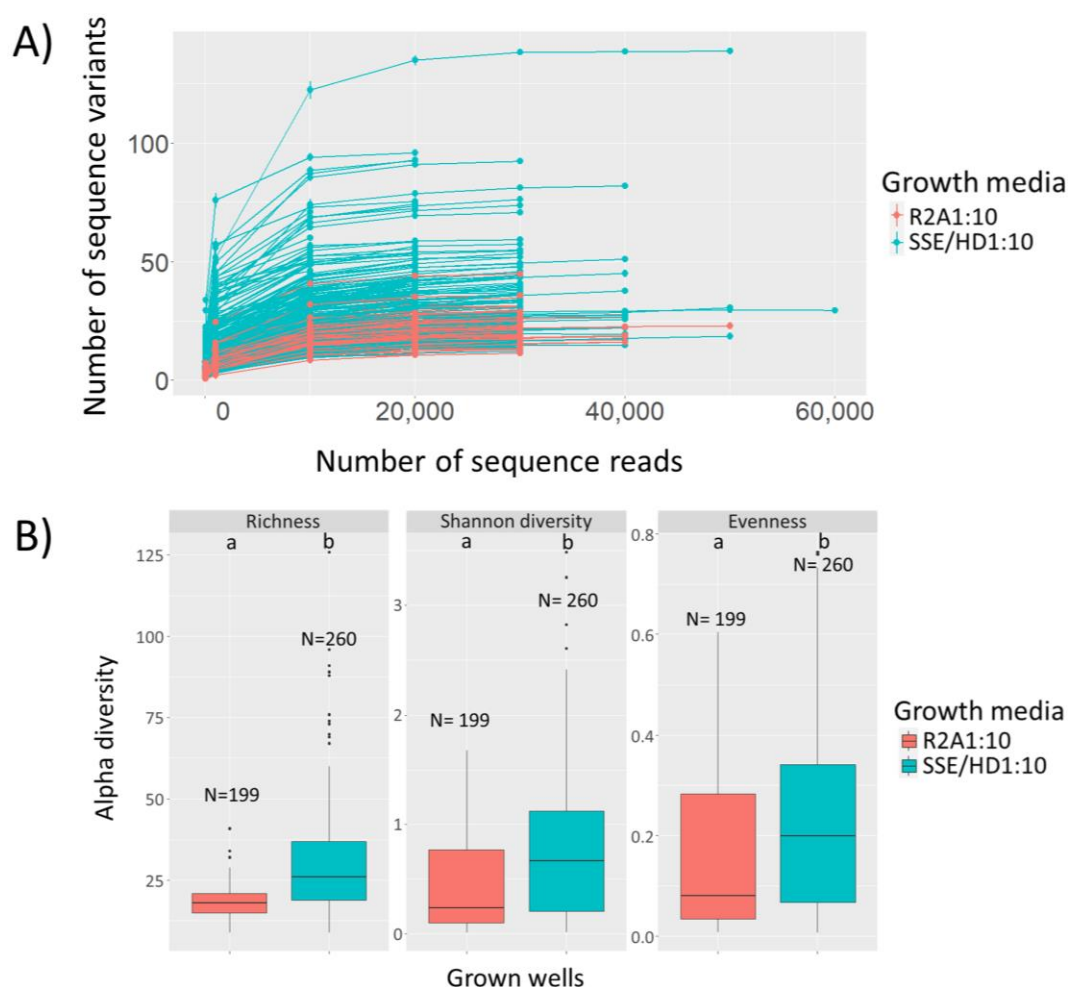 A)
Number of sequence variants
100
50
0
0 20,000 40,000 60,000
Number of sequence reads
Growth media
R2A1:10
SSE/HD1:10
B)
Richness Shannon diversity Evenness
a b a b a b
Alpha diversity
125
100
75
50
25
N=199
N=260
3
2
1
0
N= 199
N= 260
0.8
0.6
0.4
0.2
0.0
N= 199
N= 260
Grown wells
Growth media
R2A1:10
SSE/HD1:10